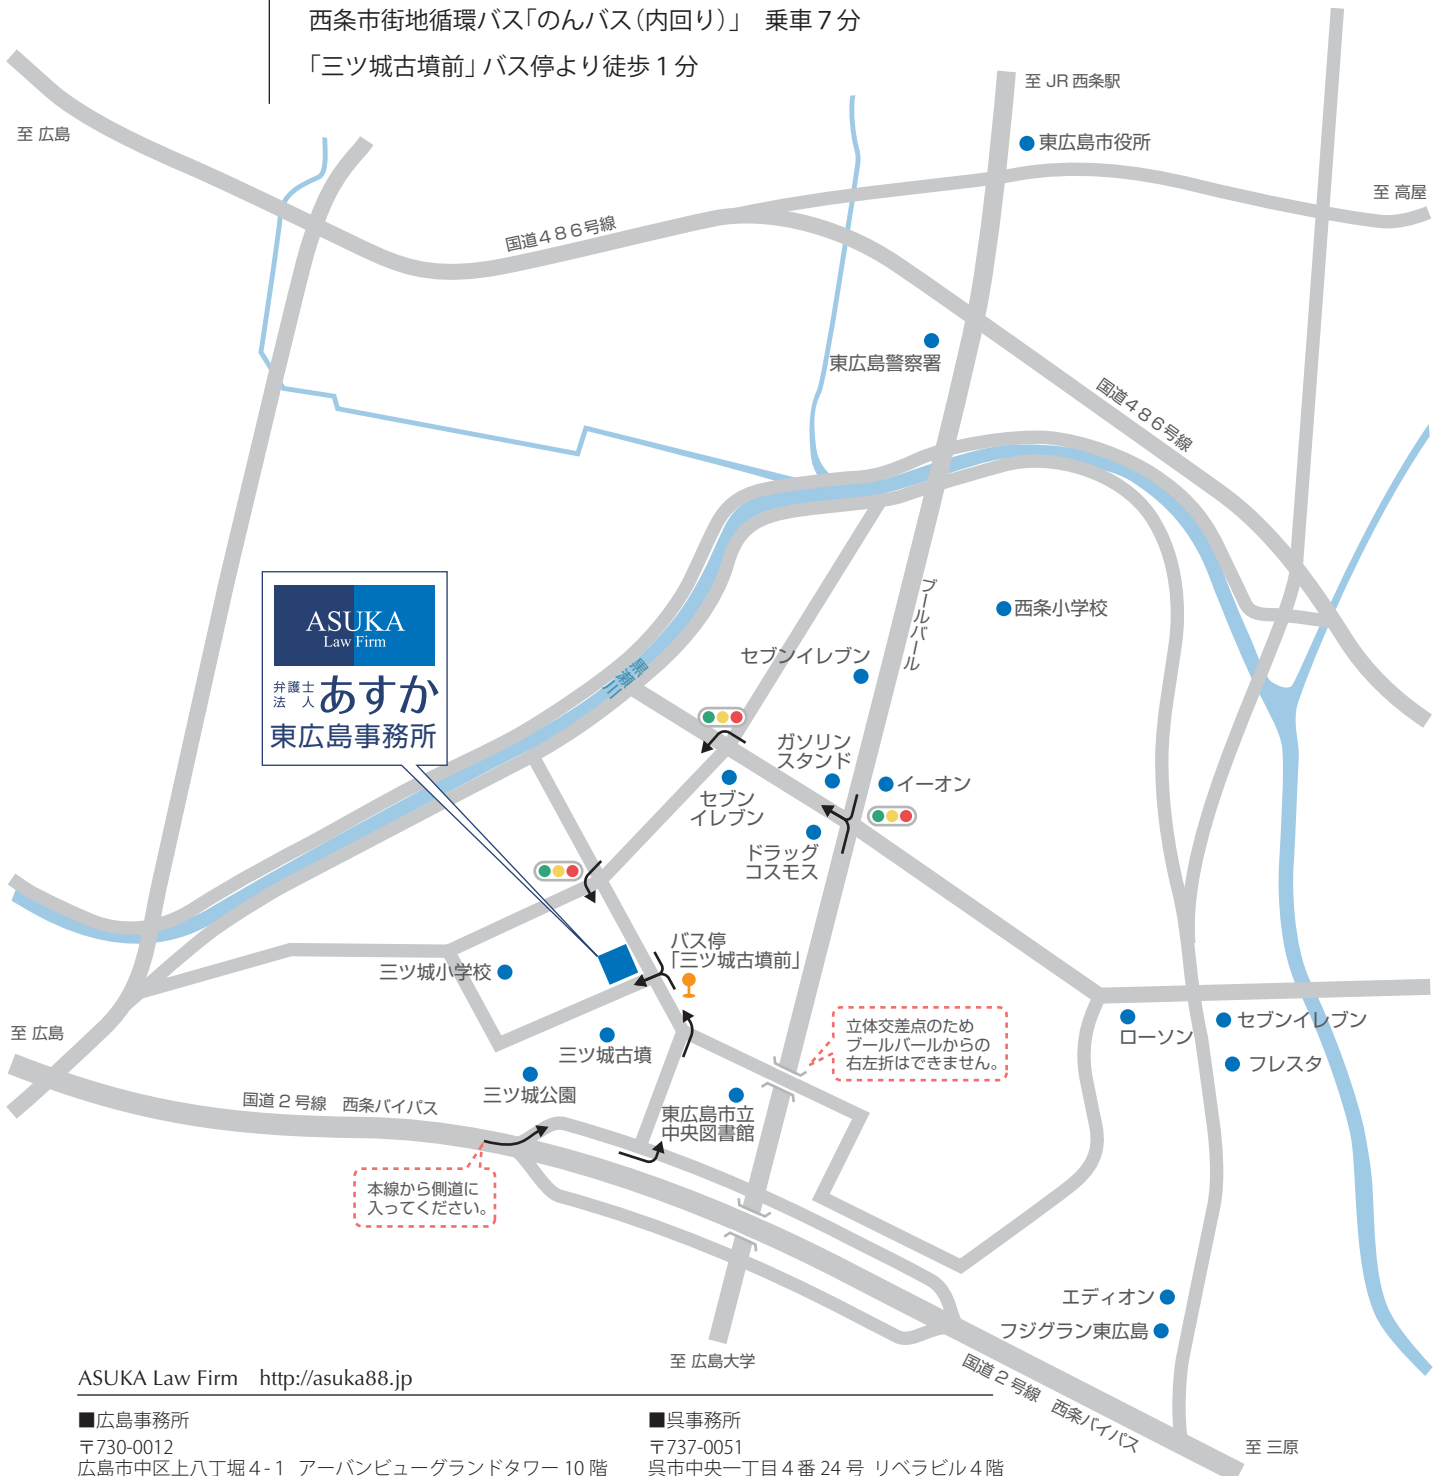 西条市街地循環バス「のんバス（内回り）」　乗車７分
「三ツ城古墳前」バス停より徒歩１分
至 JR 西条駅
至 広島
東広島市役所
至 高屋
国道４８６号線
東広島警察署
国道４８６号線
ブールバール
西条小学校
ASUKA
Law Firm
弁護士
法人
あすか
東広島事務所
黒瀬川
セブンイレブン
ガソリン
スタンド
イーオン
セブン
イレブン
ドラッグ
コスモス
バス停
「三ツ城古墳前」
三ツ城小学校
至 広島
立体交差点のため
ブールバールからの
右左折はできません。
ローソン
セブンイレブン
フレスタ
三ツ城古墳
三ツ城公園
国道２号線　西条バイパス
東広島市立
中央図書館
本線から側道に
入ってください。
エディオン
フジグラン東広島
至 広島大学
国道２号線　西条バイパス
至 三原
ASUKA Law Firm　http://asuka88.jp
■広島事務所
〒730-0012
広島市中区上八丁堀４-１　アーバンビューグランドタワー 10 階
■呉事務所
〒737-0051
呉市中央一丁目４番 24 号 リベラビル４階